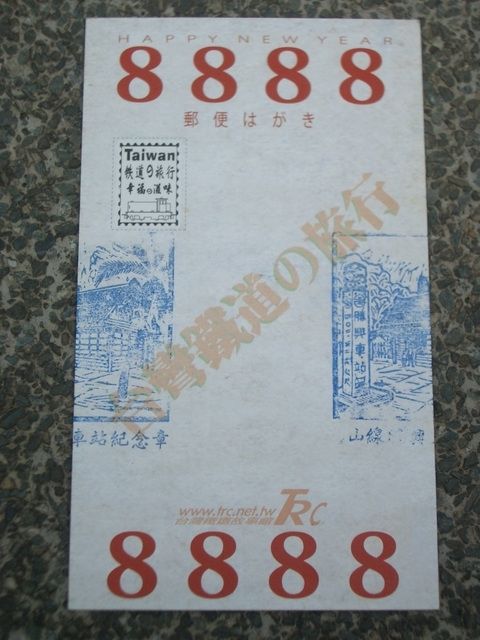 HAPPY NEW YEAR
8888
郵便はがき
Taiwan
鉄道の旅行
幸福の滋味
台灣鐵道の旅行
車站紀念章
山線
www.trc.net.tw
台灣鐵道故事館
TRC
8888